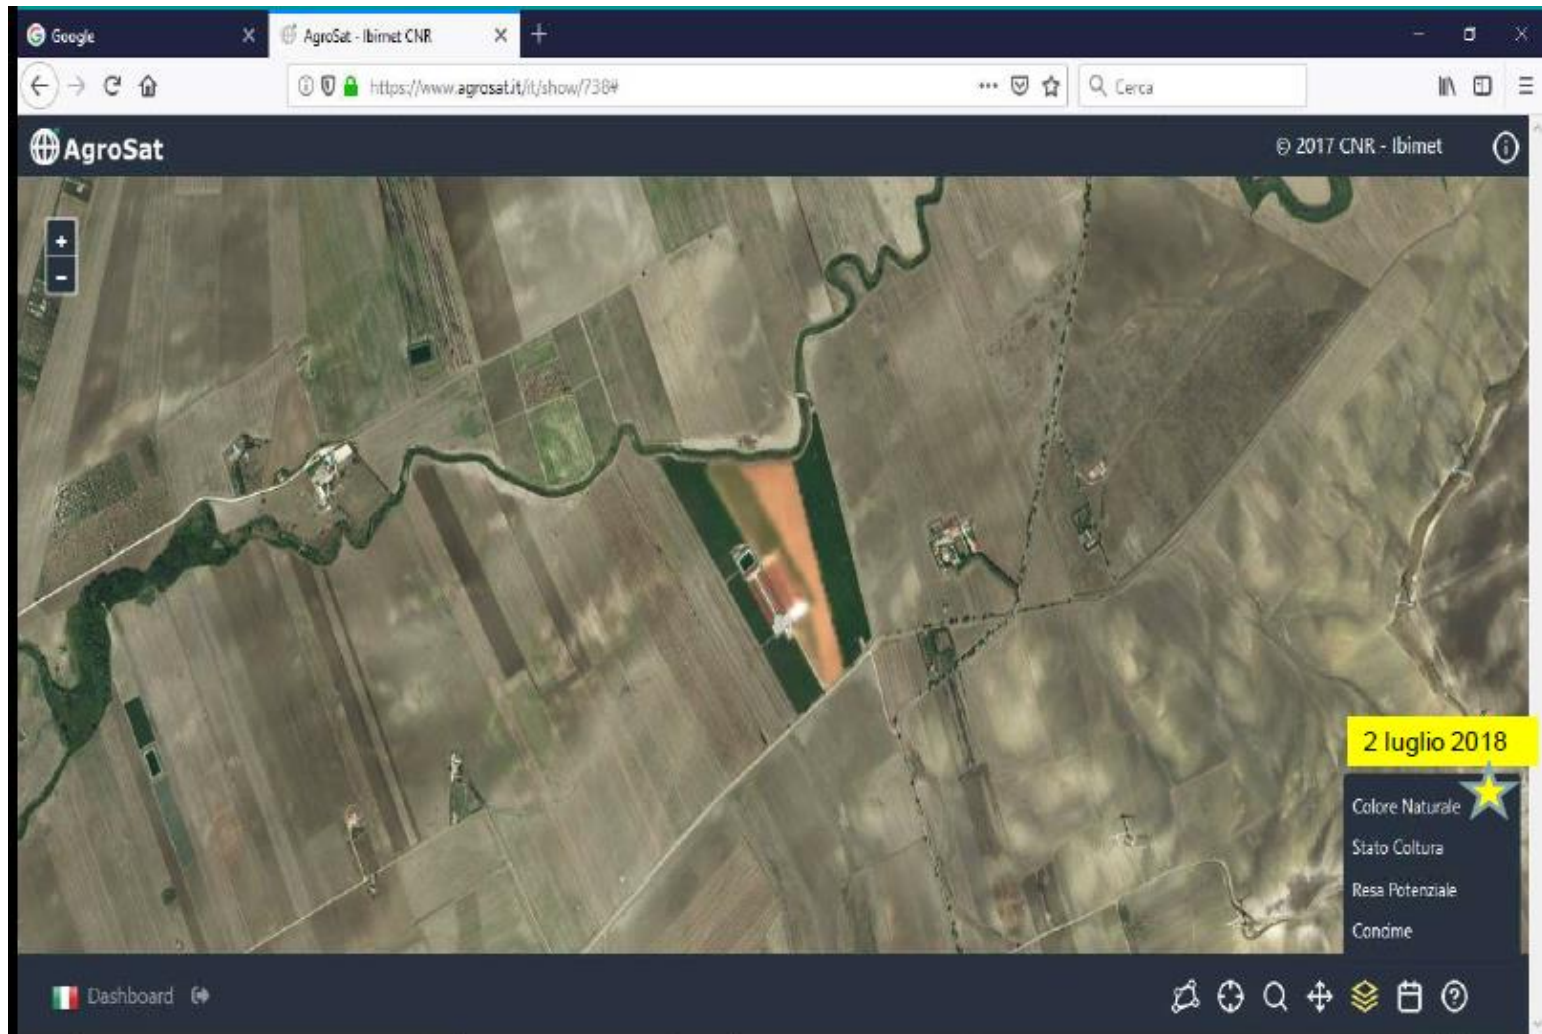 Google
AgroSat - Ibimet CNR
https://www.agrosat.it/it/show/738#
Cerca
AgroSat
© 2017 CNR - Ibimet
+
-
2 luglio 2018
Colore Naturale
Stato Coltura
Resa Potenziale
Concime
Dashboard